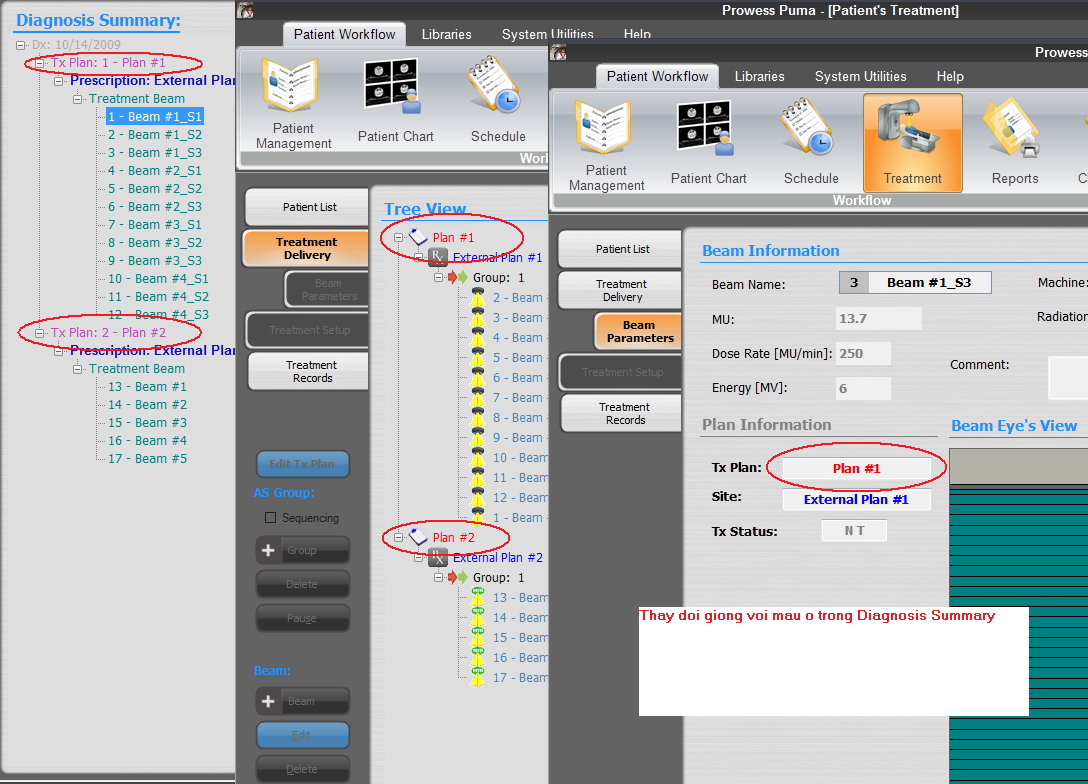 Diagnosis Summary:
Dx: 10/14/2009
Tx Plan: 1 - Plan #1
Prescription: External Plan
Treatment Beam
1 - Beam #1_S1
2 - Beam #1_S2
3 - Beam #1_S3
4 - Beam #2_S1
5 - Beam #2_S2
6 - Beam #2_S3
7 - Beam #3_S1
8 - Beam #3_S2
9 - Beam #3_S3
10 - Beam #4_S1
11 - Beam #4_S2
12 - Beam #4_S3
Tx Plan: 2 - Plan #2
Prescription: External Plan
Treatment Beam
13 - Beam #1
14 - Beam #2
15 - Beam #3
16 - Beam #4
17 - Beam #5
Prowess Puma - [Patient's Treatment]
Patient Workflow
Libraries
System Utilities
Help
Patient
Management
Patient Chart
Schedule
Patient List
Treatment
Delivery
Beam
Parameters
Treatment Setup
Treatment
Records
Edit Tx Plan
AS Group:
Sequencing
Group
Delete
Pause
Beam:
Beam
Edit
Delete
Tree View
Plan #1
External Plan #1
Group: 1
2 - Beam
3 - Beam
4 - Beam
5 - Beam
6 - Beam
7 - Beam
8 - Beam
9 - Beam
10 - Beam
11 - Beam
12 - Beam
1 - Beam
Plan #2
External Plan #2
Group: 1
13 - Beam
14 - Beam
15 - Beam
16 - Beam
17 - Beam
Prowess
Patient Workflow
Libraries
System Utilities
Help
Patient
Management
Patient Chart
Schedule
Treatment
Reports
Workflow
Patient List
Treatment
Delivery
Beam
Parameters
Treatment Setup
Treatment
Records
Beam Information
Beam Name: 3 Beam #1_S3 Machine:
MU: 13.7 Radiation
Dose Rate [MU/min]: 250
Comment:
Energy [MV]: 6
Plan Information
Beam Eye's View
Tx Plan: Plan #1
Site: External Plan #1
Tx Status: N T
Thay doi giong voi mau o trong Diagnosis Summary